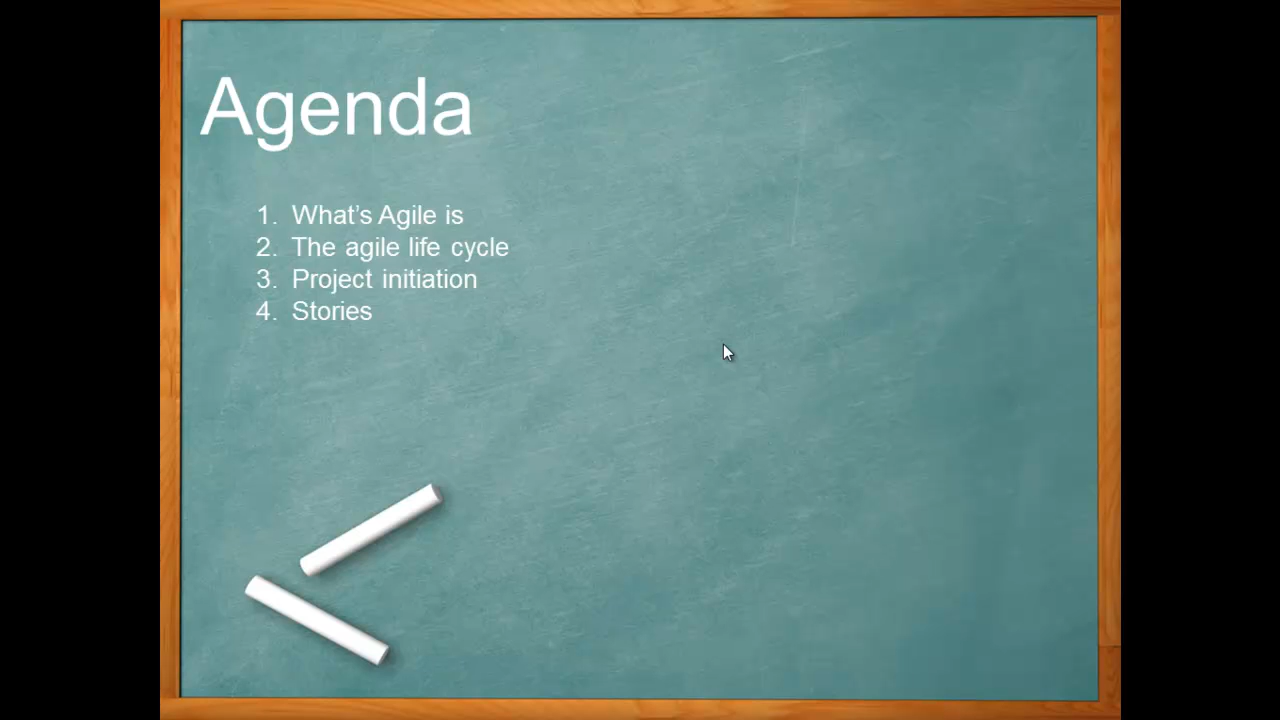 Agenda
1. What's Agile is
2. The agile life cycle
3. Project initiation
4. Stories